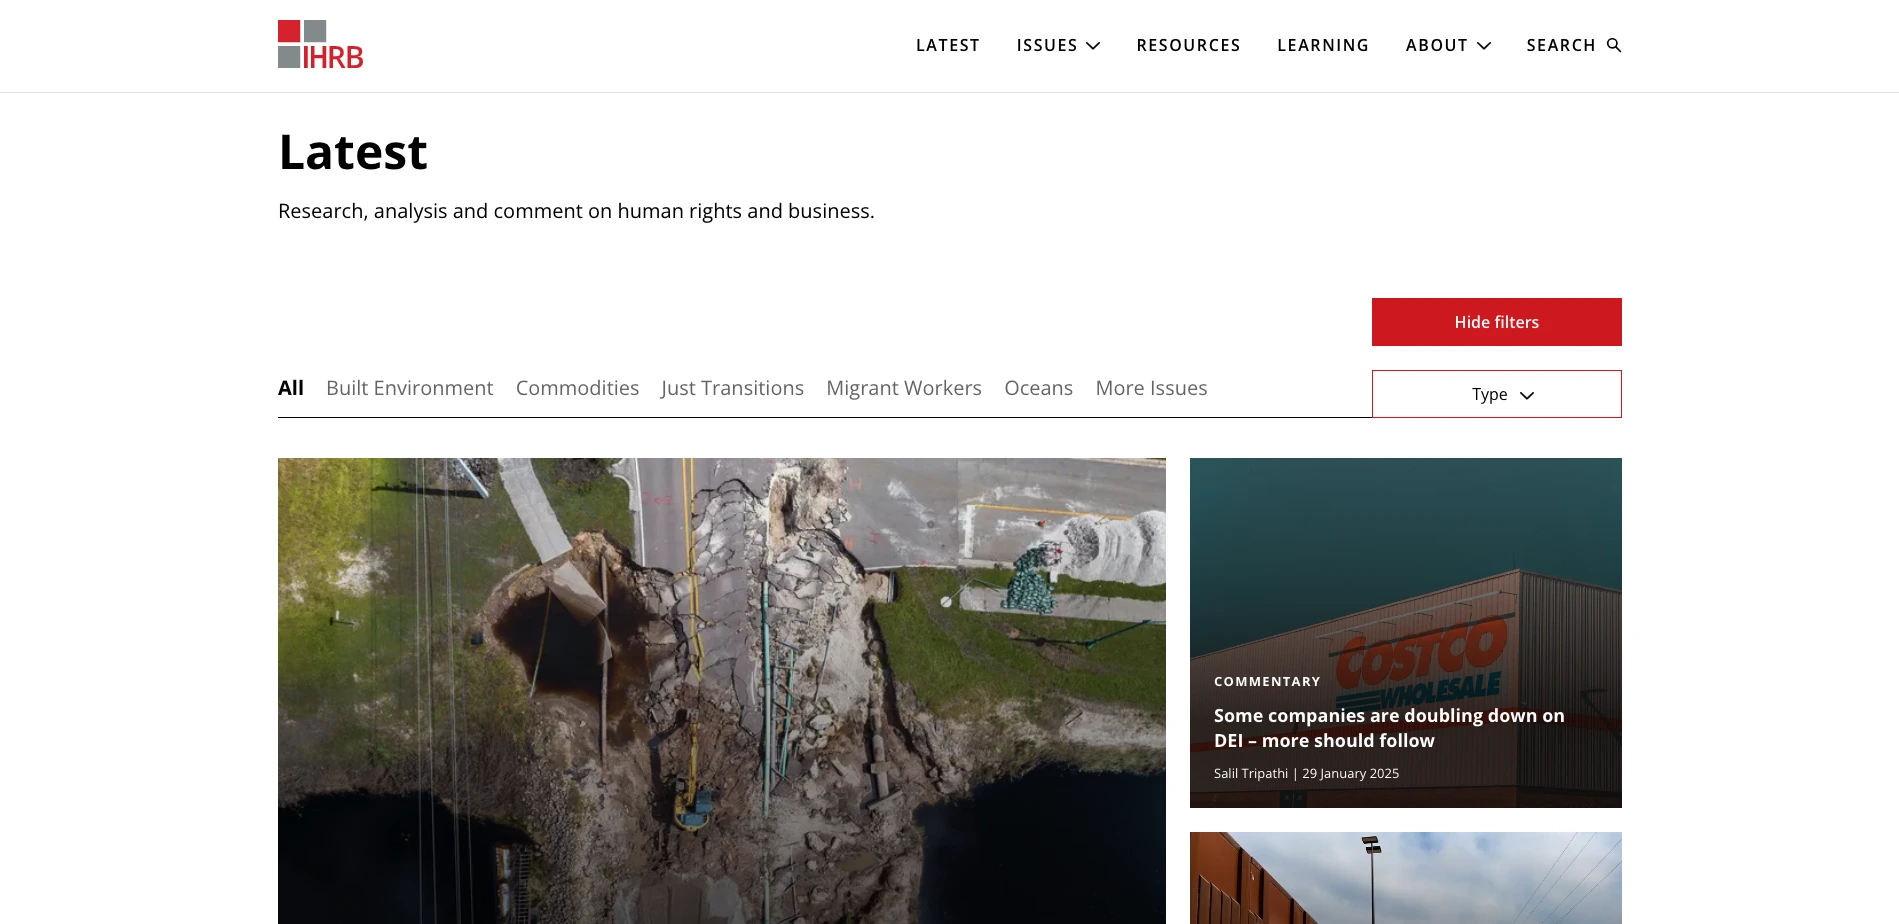 IHRB
LATEST
ISSUES
RESOURCES
LEARNING
ABOUT
SEARCH
Latest
Research, analysis and comment on human rights and business.
Hide filters
All
Built Environment
Commodities
Just Transitions
Migrant Workers
Oceans
More Issues
Type
COSTCO
WHOLESALE
COMMENTARY
Some companies are doubling down on
DEI – more should follow
Salil Tripathi | 29 January 2025